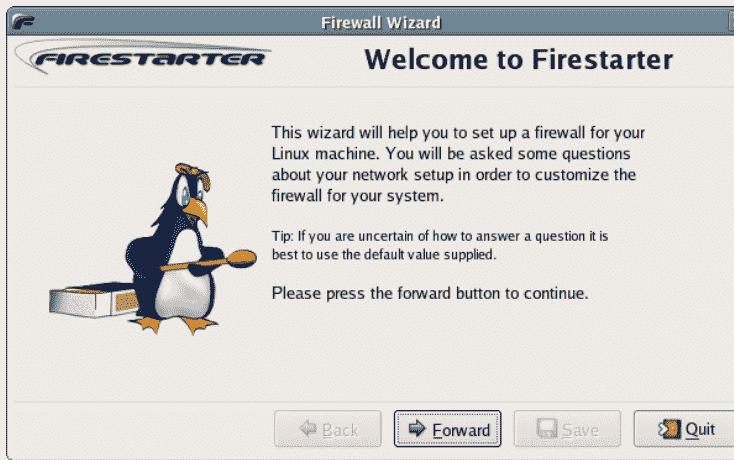 Firewall Wizard
FIRESTARTER
Welcome to Firestarter
This wizard will help you to set up a firewall for your
Linux machine. You will be asked some questions
about your network setup in order to customize the
firewall for your system.
Tip: If you are uncertain of how to answer a question it is
best to use the default value supplied.
Please press the forward button to continue.
Back
Forward
Save
Quit